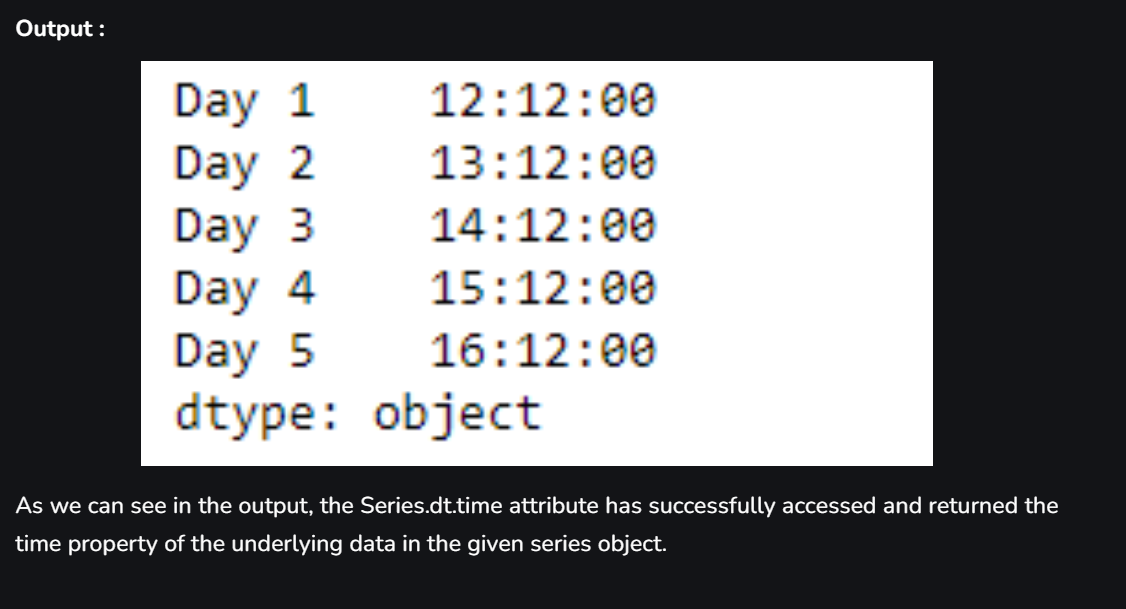 Output :
Day 1    12:12:00
Day 2    13:12:00
Day 3    14:12:00
Day 4    15:12:00
Day 5    16:12:00
dtype: object
As we can see in the output, the Series.dt.time attribute has successfully accessed and returned the
time property of the underlying data in the given series object.